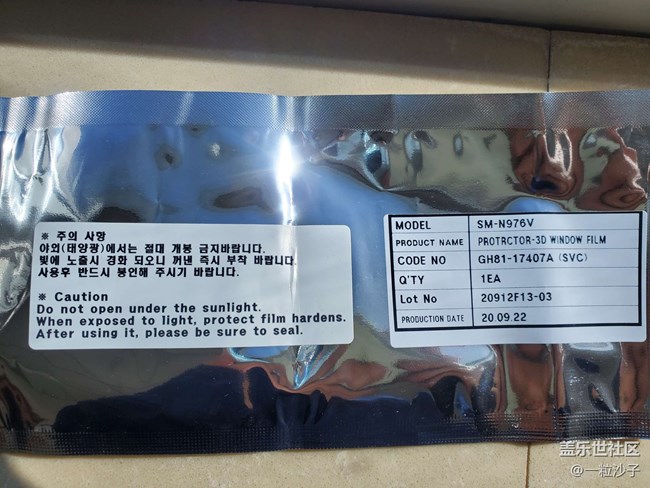 ※ 주의 사항
야외(태양광)에서는 절대 개봉 금지바랍니다.
빛에 노출시 경화 되오니 꺼낸 즉시 부착 바랍니다.
사용후 반드시 봉인해 주시기 바랍니다.
※ Caution
Do not open under the sunlight.
When exposed to light, protect film hardens.
After using it, please be sure to seal.
MODEL SM-N976V
PRODUCT NAME PROTRCTOR-3D WINDOW FILM
CODE NO GH81-17407A (SVC)
Q'TY 1EA
Lot No 20912F13-03
PRODUCTION DATE 20.09.22
盖乐世社区
@一粒沙子